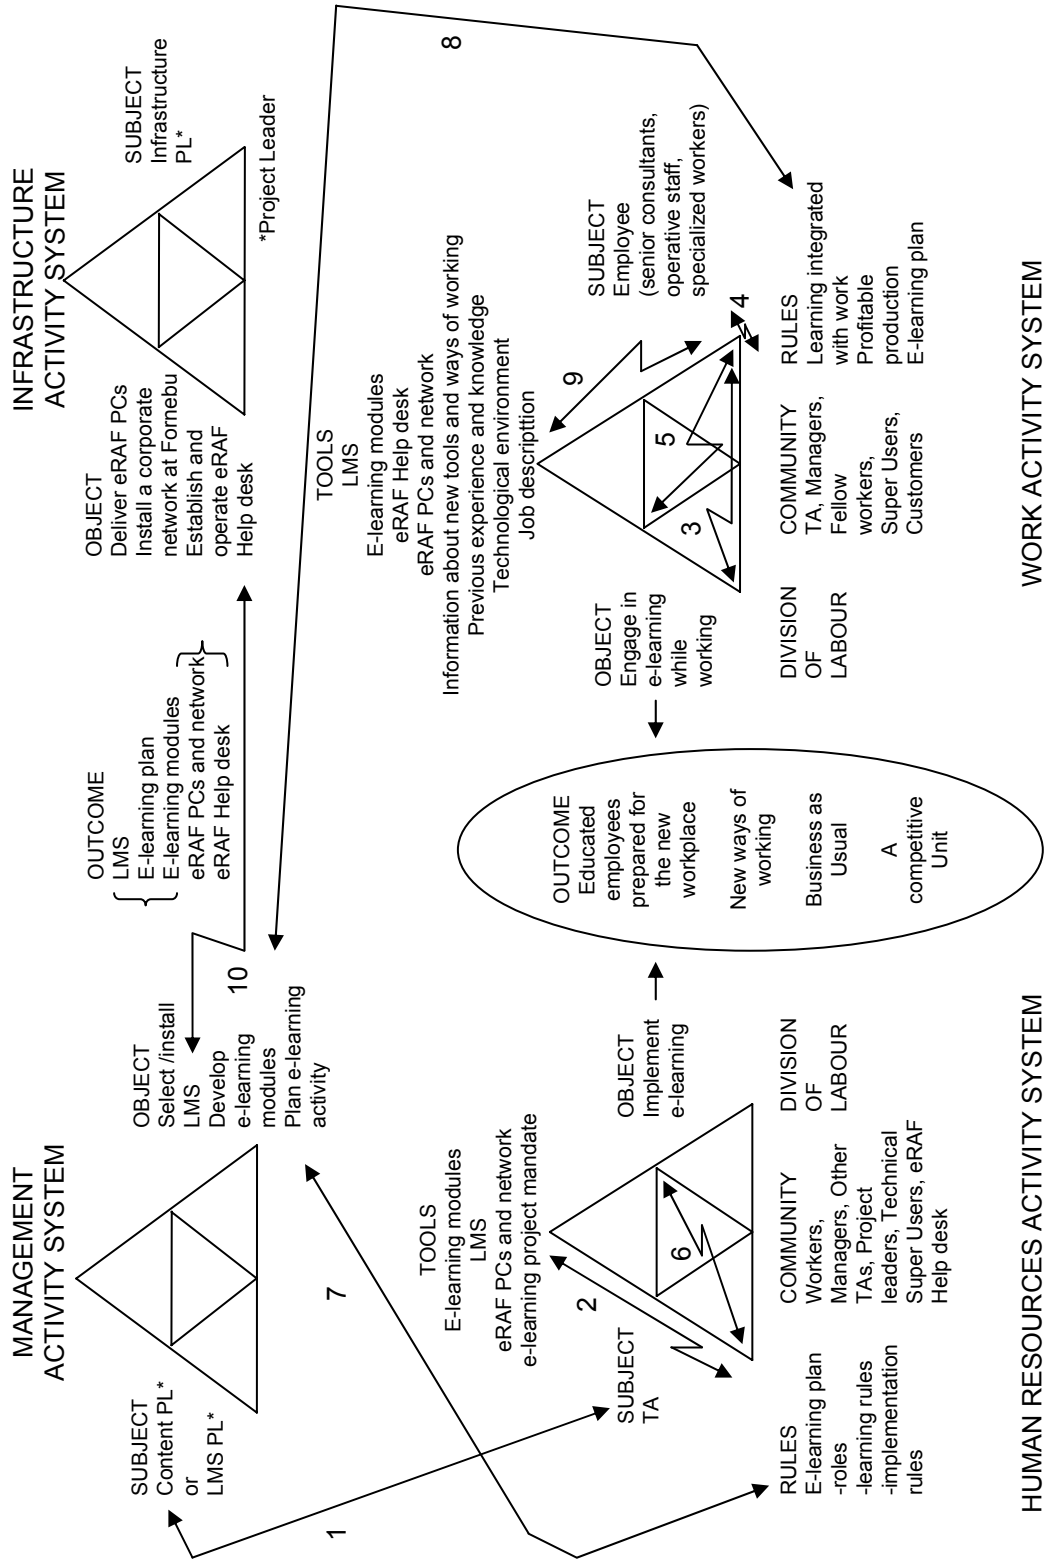 MANAGEMENT
ACTIVITY SYSTEM
SUBJECT
Content PL*
or
LMS PL*
OBJECT
Select /install
LMS
Develop
e-learning
modules
Plan e-learning
activity
OUTCOME
LMS
E-learning plan
E-learning modules
eRAF PCs and network
eRAF Help desk
10
INFRASTRUCTURE
ACTIVITY SYSTEM
OBJECT
Deliver eRAF PCs
Install a corporate
network at Fornebu
Establish and
operate eRAF
Help desk
SUBJECT
Infrastructure
PL*
*Project Leader
1
7
8
TOOLS
E-learning modules
LMS
eRAF PCs and network
e-learning project mandate
2
6
SUBJECT
TA
OBJECT
Implement
e-learning
RULES
E-learning plan
-roles
-learning rules
-implementation
rules
COMMUNITY
Workers,
Managers, Other
TAs, Project
leaders, Technical
Super Users, eRAF
Help desk
DIVISION
OF
LABOUR
HUMAN RESOURCES ACTIVITY SYSTEM
OUTCOME
Educated
employees
prepared for
the new
workplace
New ways of
working
Business as
Usual
A
competitive
Unit
TOOLS
LMS
E-learning modules
eRAF Help desk
eRAF PCs and network
Information about new tools and ways of working
Previous experience and knowledge
Technological environment
Job descripttion
9
5
3
4
OBJECT
Engage in
e-learning
while
working
SUBJECT
Employee
(senior consultants,
operative staff,
specialized workers)
DIVISION
OF
LABOUR
COMMUNITY
TA, Managers,
Fellow
workers,
Super Users,
Customers
RULES
Learning integrated
with work
Profitable
production
E-learning plan
WORK ACTIVITY SYSTEM